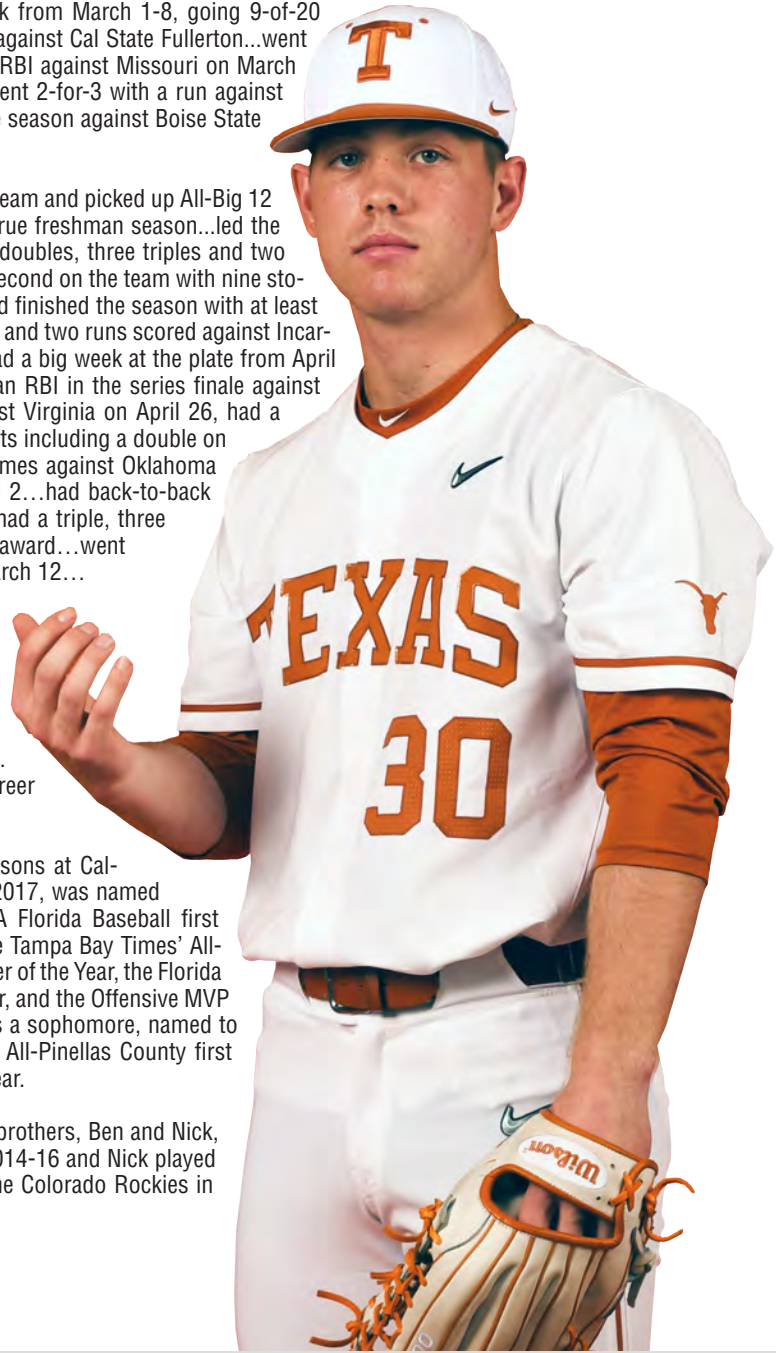 k from March 1-8, going 9-of-20
against Cal State Fullerton...went
RBI against Missouri on March
ent 2-for-3 with a run against
e season against Boise State
eam and picked up All-Big 12
rue freshman season...led the
doubles, three triples and two
econd on the team with nine sto-
d finished the season with at least
and two runs scored against Incar-
ad a big week at the plate from April
an RBI in the series finale against
st Virginia on April 26, had a
ts including a double on
mes against Oklahoma
2…had back-to-back
had a triple, three
award…went
arch 12…
.
reer
sons at Cal-
2017, was named
A Florida Baseball first
e Tampa Bay Times’ All-
er of the Year, the Florida
r, and the Offensive MVP
s a sophomore, named to
All-Pinellas County first
ear.
brothers, Ben and Nick,
014-16 and Nick played
he Colorado Rockies in
T
TEXAS
30
Wilson